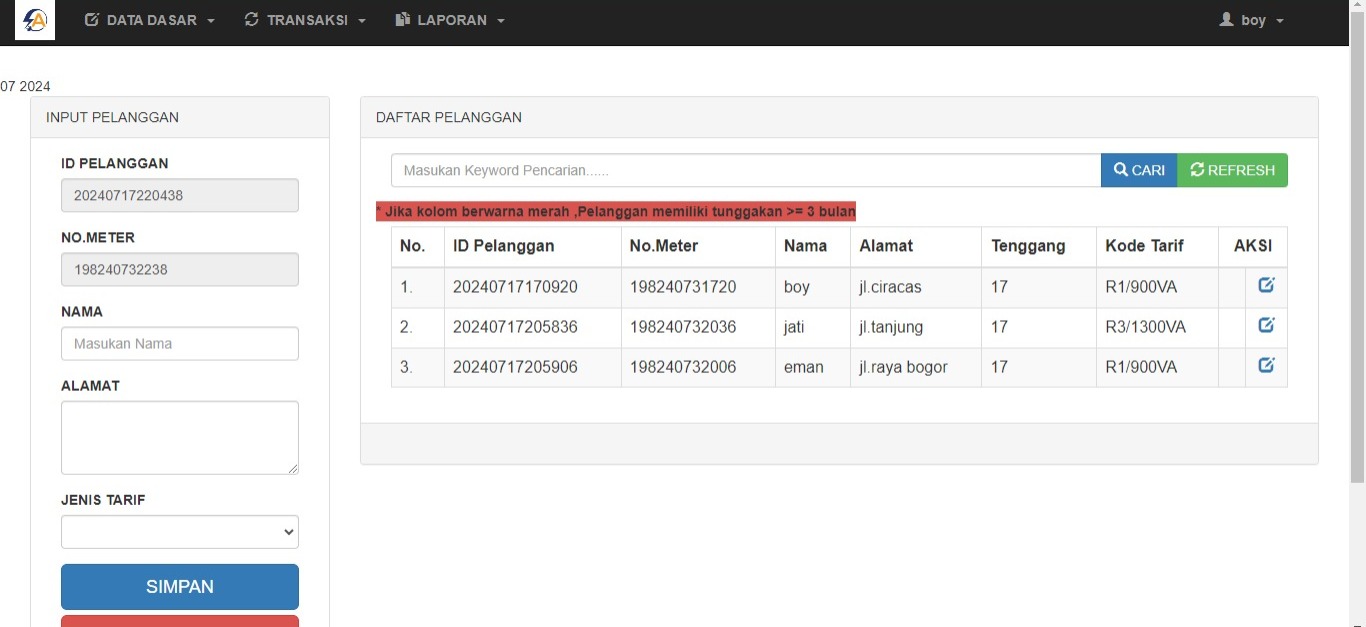 DATA DASAR TRANSAKSI LAPORAN boy
07 2024
INPUT PELANGGAN
ID PELANGGAN
20240717220438
NO.METER
198240732238
NAMA
Masukan Nama
ALAMAT
JENIS TARIF
SIMPAN
DAFTAR PELANGGAN
Masukan Keyword Pencarian......
CARI REFRESH
* Jika kolom berwarna merah ,Pelanggan memiliki tunggakan >= 3 bulan
No. ID Pelanggan No.Meter Nama Alamat Tenggang Kode Tarif AKSI
1. 20240717170920 198240731720 boy jl.ciracas 17 R1/900VA
2. 20240717205836 198240732036 jati jl.tanjung 17 R3/1300VA
3. 20240717205906 198240732006 eman jl.raya bogor 17 R1/900VA